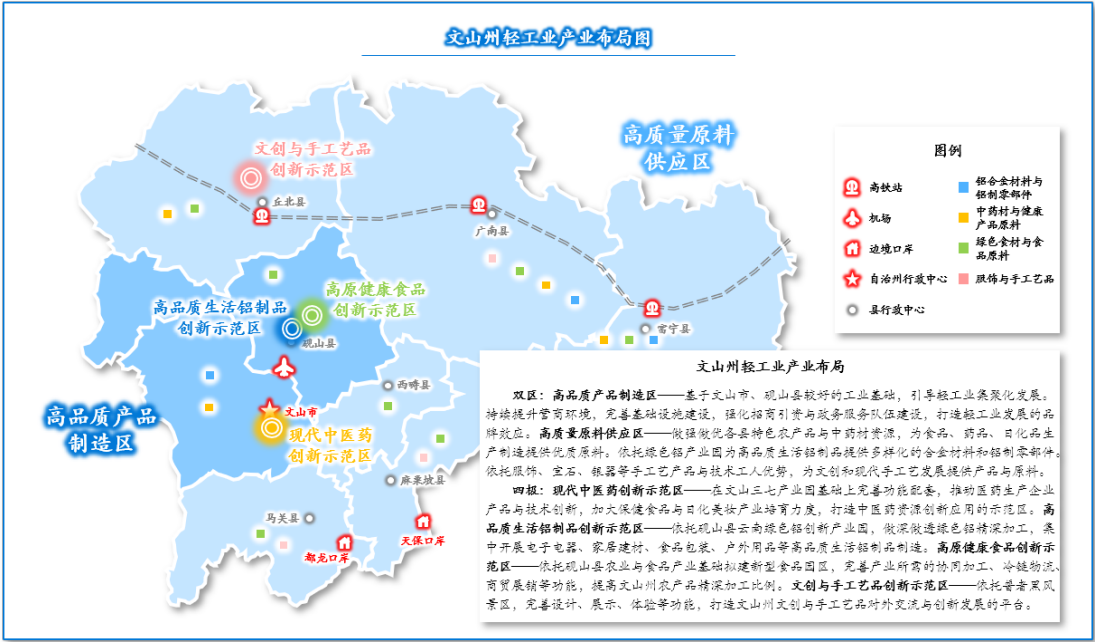 文山州轻工业产业布局图
文创与手工艺品
创新示范区
高质量原料
供应区
丘北县
广南县
高原健康食品
创新示范区
高品质生活铝制品
创新示范区
砚山县
富宁县
西畴县
文山市
高品质产品
制造区
现代中医药
创新示范区
麻栗坡县
马关县
天保口岸
都龙口岸
图例
高铁站
机场
边境口岸
自治州行政中心
县行政中心
铝合金材料与
铝制零部件
中药材与健康
产品原料
绿色食材与食
品原料
服饰与手工艺品
文山州轻工业产业布局
双区：高品质产品制造区——基于文山市、砚山县较好的工业基础，引导轻工业集聚化发展。
持续提升营商环境，完善基础设施建设，强化招商引资与政务服务队伍建设，打造轻工业发展的品
牌效应。高质量原料供应区——做强做优各县特色农产品与中药材资源，为食品、药品、日化品生
产制造提供优质原料。依托绿色铝产业园为高品质生活铝制品提供多样化的合金材料和铝制零部件。
依托服饰、宝石、银器等手工艺产品与技术工人优势，为文创和现代手工艺发展提供产品与原料。
四极：现代中医药创新示范区——在文山三七产业园基础上完善功能配套，推动医药生产企业
产品与技术创新，加大保健食品与日化美妆产业培育力度，打造中医药资源创新应用的示范区。高
品质生活铝制品创新示范区——依托砚山县云南绿色铝创新产业园，做深做透绿色铝精深加工，集
中开展电子电器、家居建材、食品包装、户外用品等高品质生活铝制品制造。高原健康食品创新示
范区——依托砚山县农业与食品产业基础拟建新型食品园区，完善产业所需的协同加工、冷链物流、
商贸展销等功能，提高文山州农产品精深加工比例。文创与手工艺品创新示范区——依托普者黑风
景区，完善设计、展示、体验等功能，打造文山州文创与手工艺品对外交流与创新发展的平台。